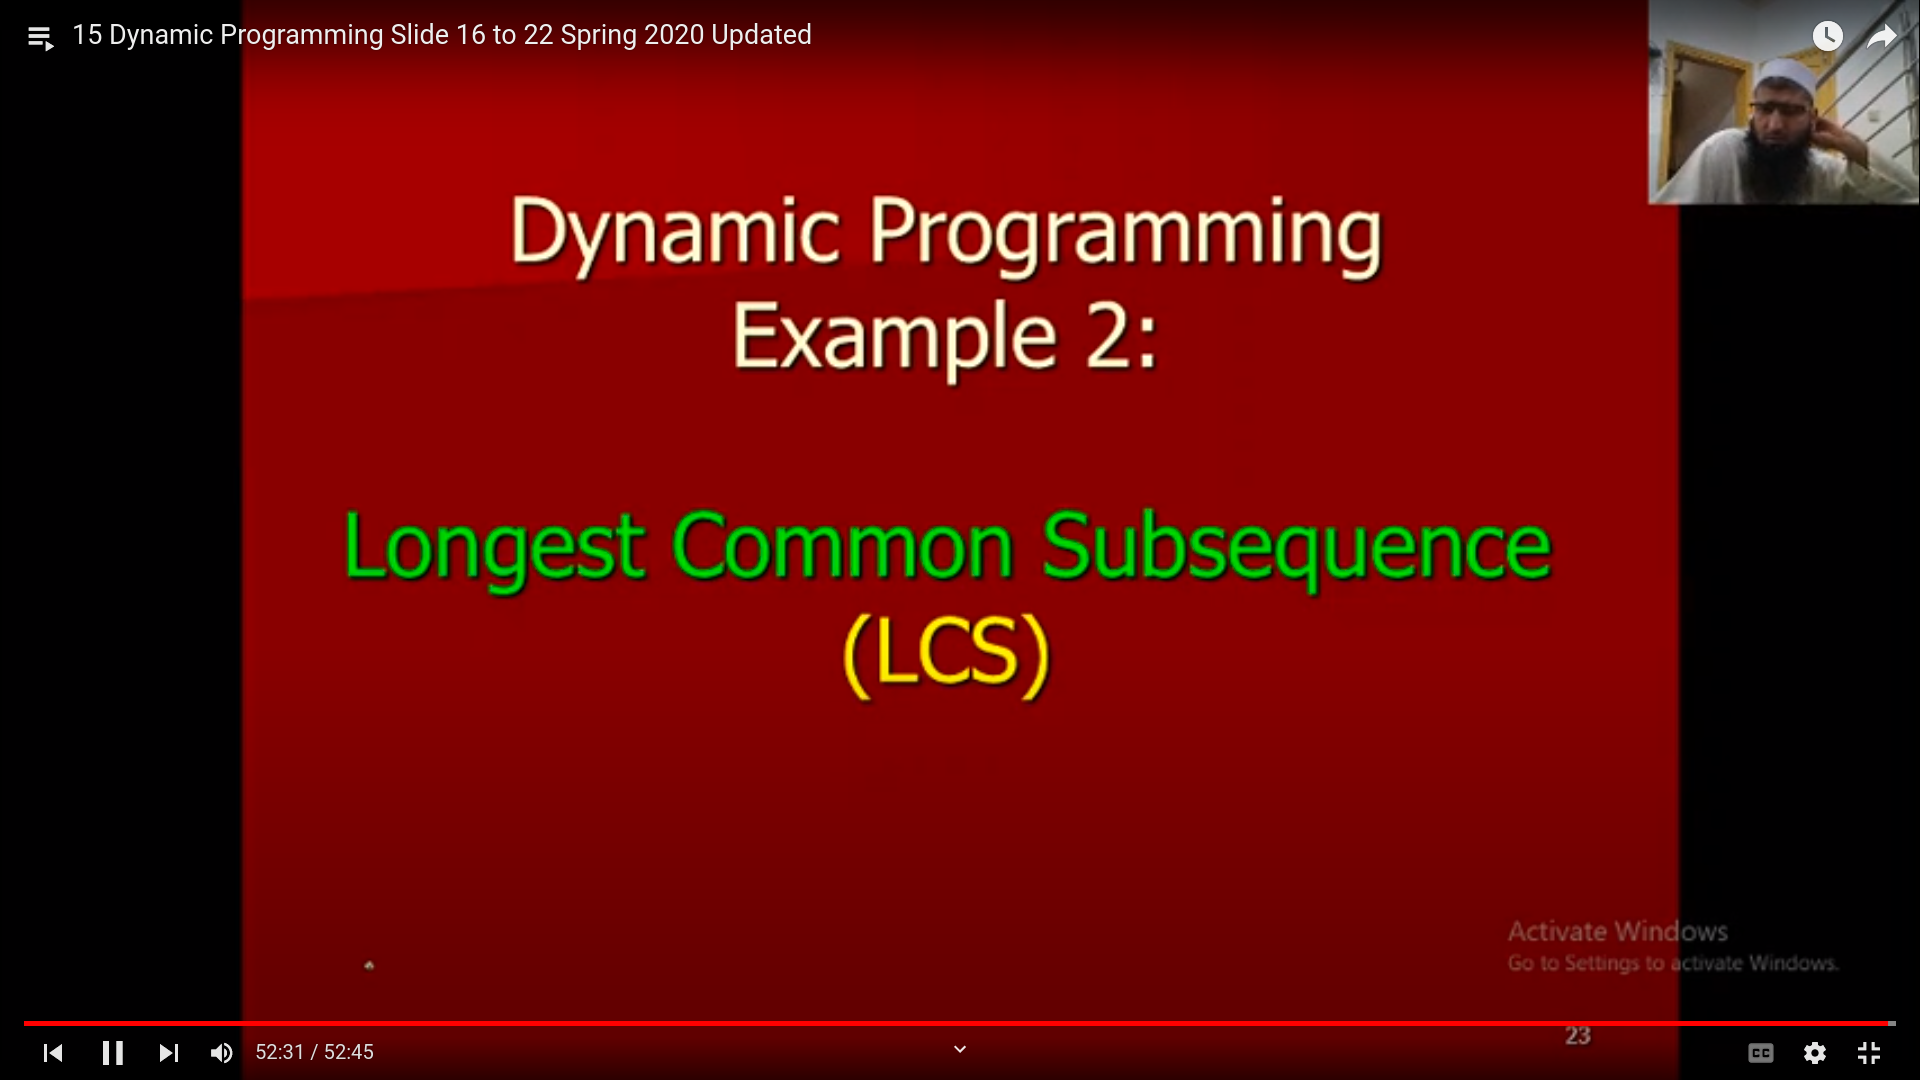 15 Dynamic Programming Slide 16 to 22 Spring 2020 Updated
Dynamic Programming
Example 2:
Longest Common Subsequence
(LCS)
Activate Windows
Go to Settings to activate Windows.
23
52:31 / 52:45
CC